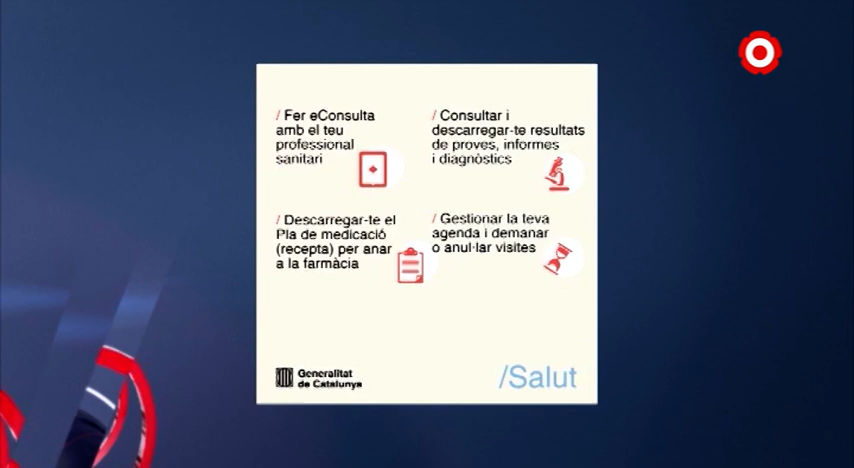 / Fer eConsulta
amb el teu
professional
sanitari
/ Consultar i
descarregar-te resultats
de proves, informes
i diagnòstics
/ Descarregar-te el
Pla de medicació
(recepta) per anar
a la farmàcia
/ Gestionar la teva
agenda i demanar
o anul·lar visites
Generalitat
de Catalunya
/Salut